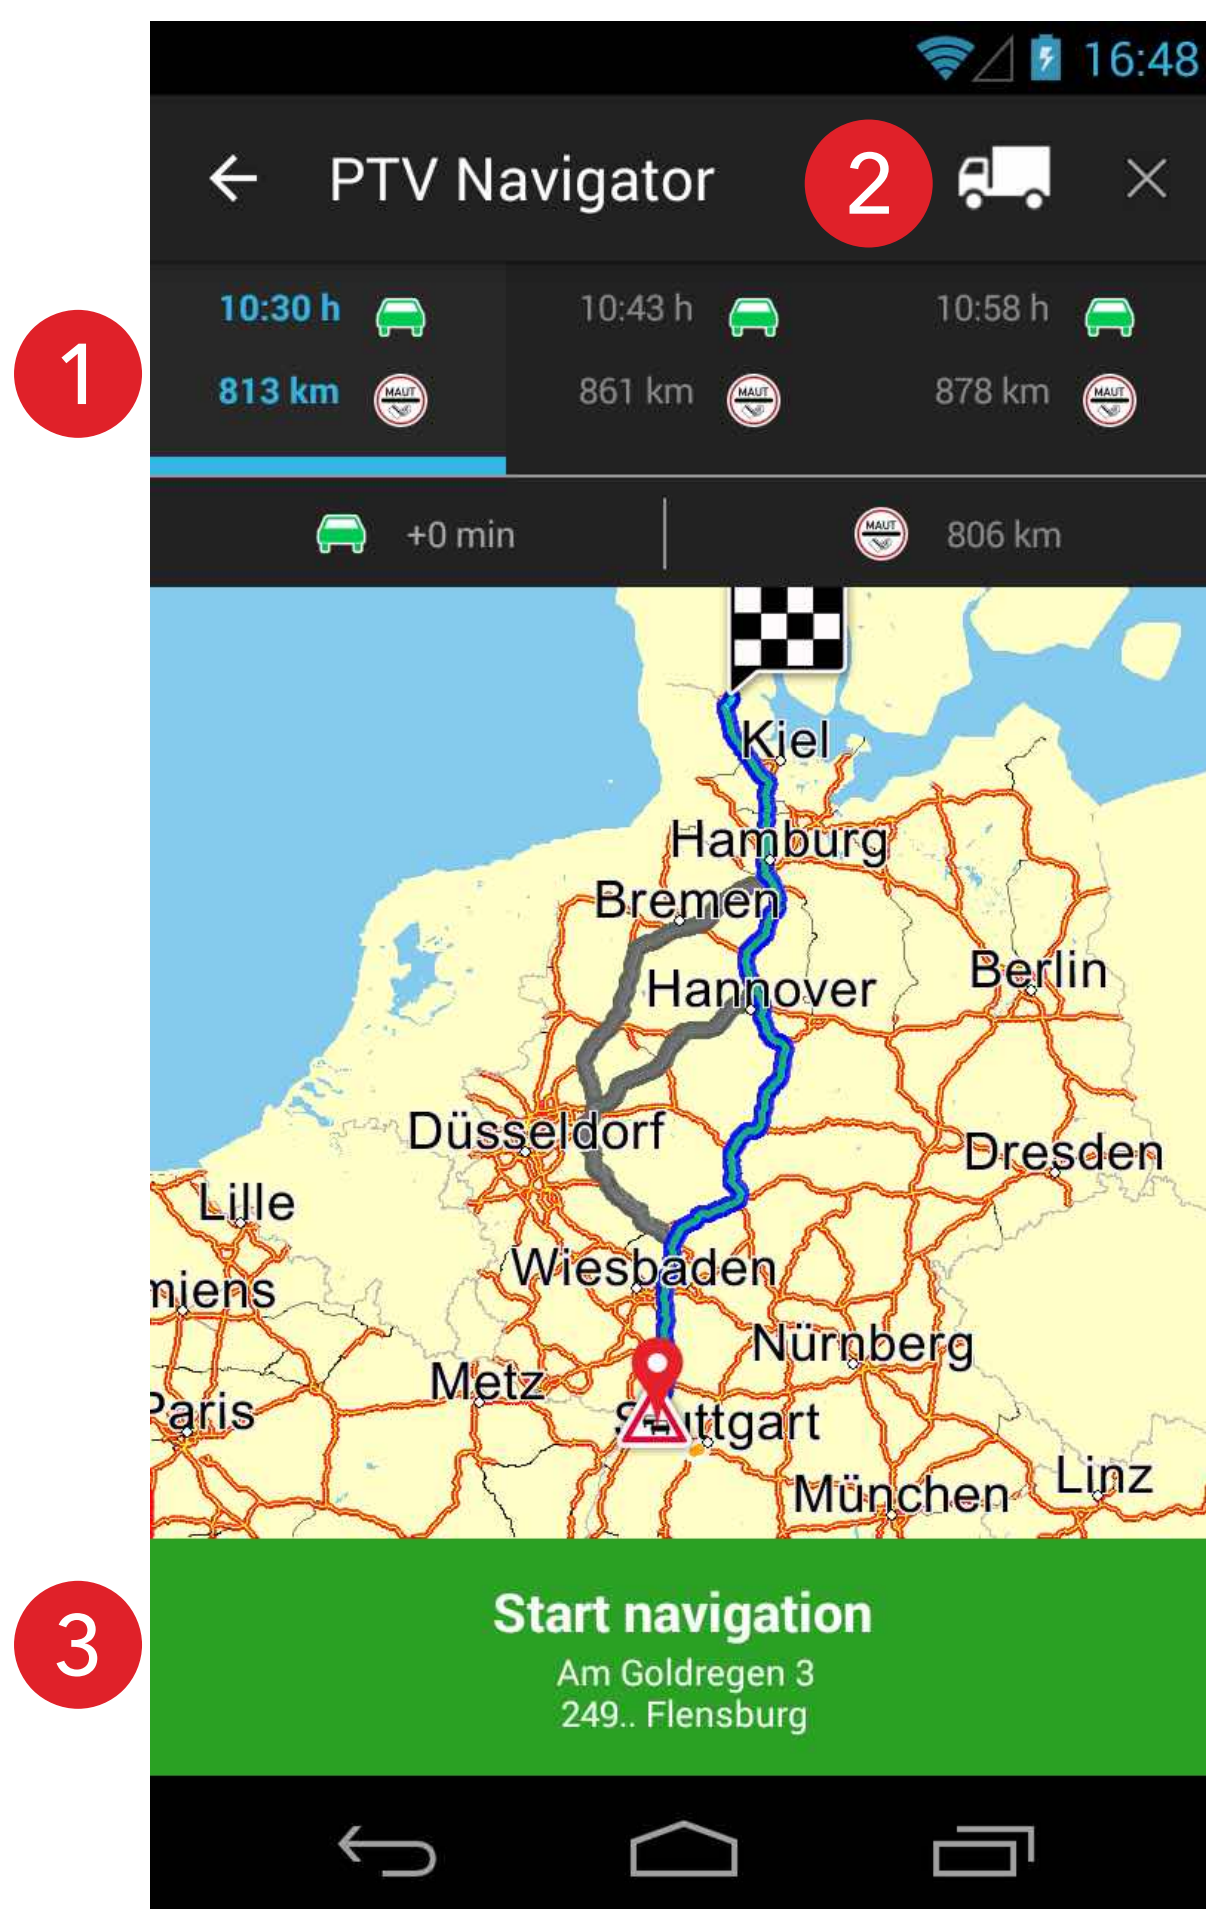 16:48
PTV Navigator
2
10:30 h
10:43 h
10:58 h
1
813 km
MAUT
861 km
MAUT
878 km
MAUT
+0 min
MAUT
806 km
Kiel
Hamburg
Bremen
Hannover
Berlin
Düsseldorf
Dresden
Lille
Wiesbaden
miens
Nürnberg
Metz
Paris
Stuttgart
München
Linz
3
Start navigation
Am Goldregen 3
249.. Flensburg